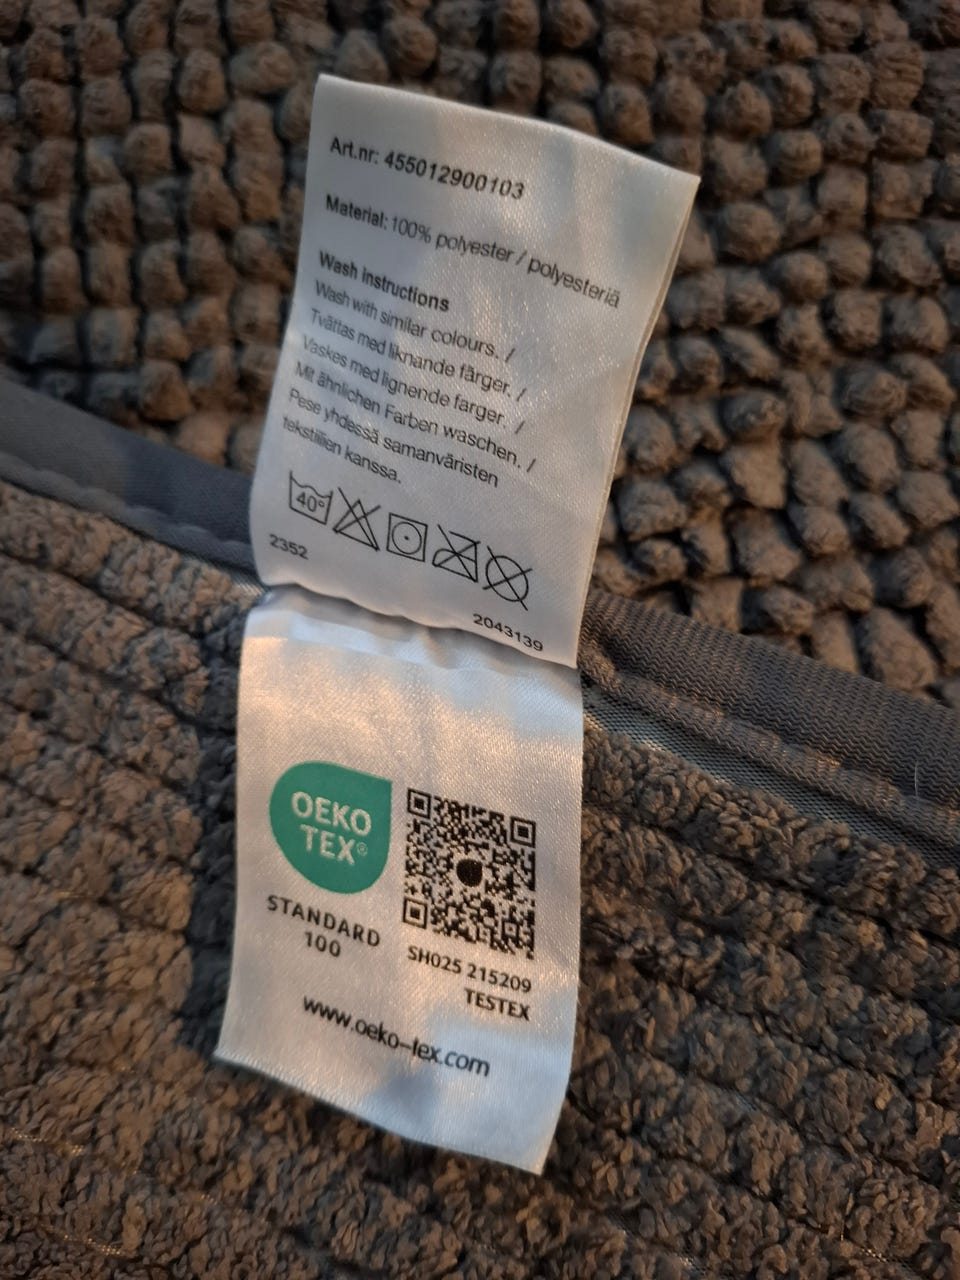 Art.nr: 455012900103
Material: 100% polyester / polyesteriä
Wash instructions
Wash with similar colours. /
Tvättas med liknande färger. /
Vaskes med lignende farger. /
Mit ähnlichen Farben waschen. /
Pese yhdessä samanväristen
tekstiilien kanssa.
40°
2352
2043139
OEKO
TEX®
STANDARD
100
SH025 215209
TESTEX
www.oeko-tex.com